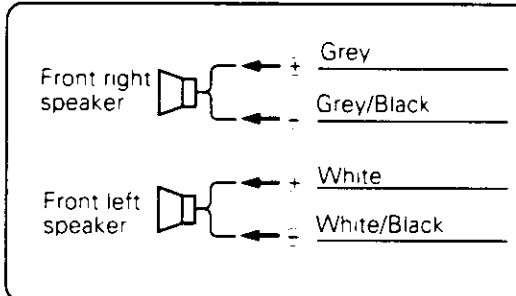 Grey
Front right
speaker
+
-
Grey/Black
White
Front left
speaker
+
-
White/Black